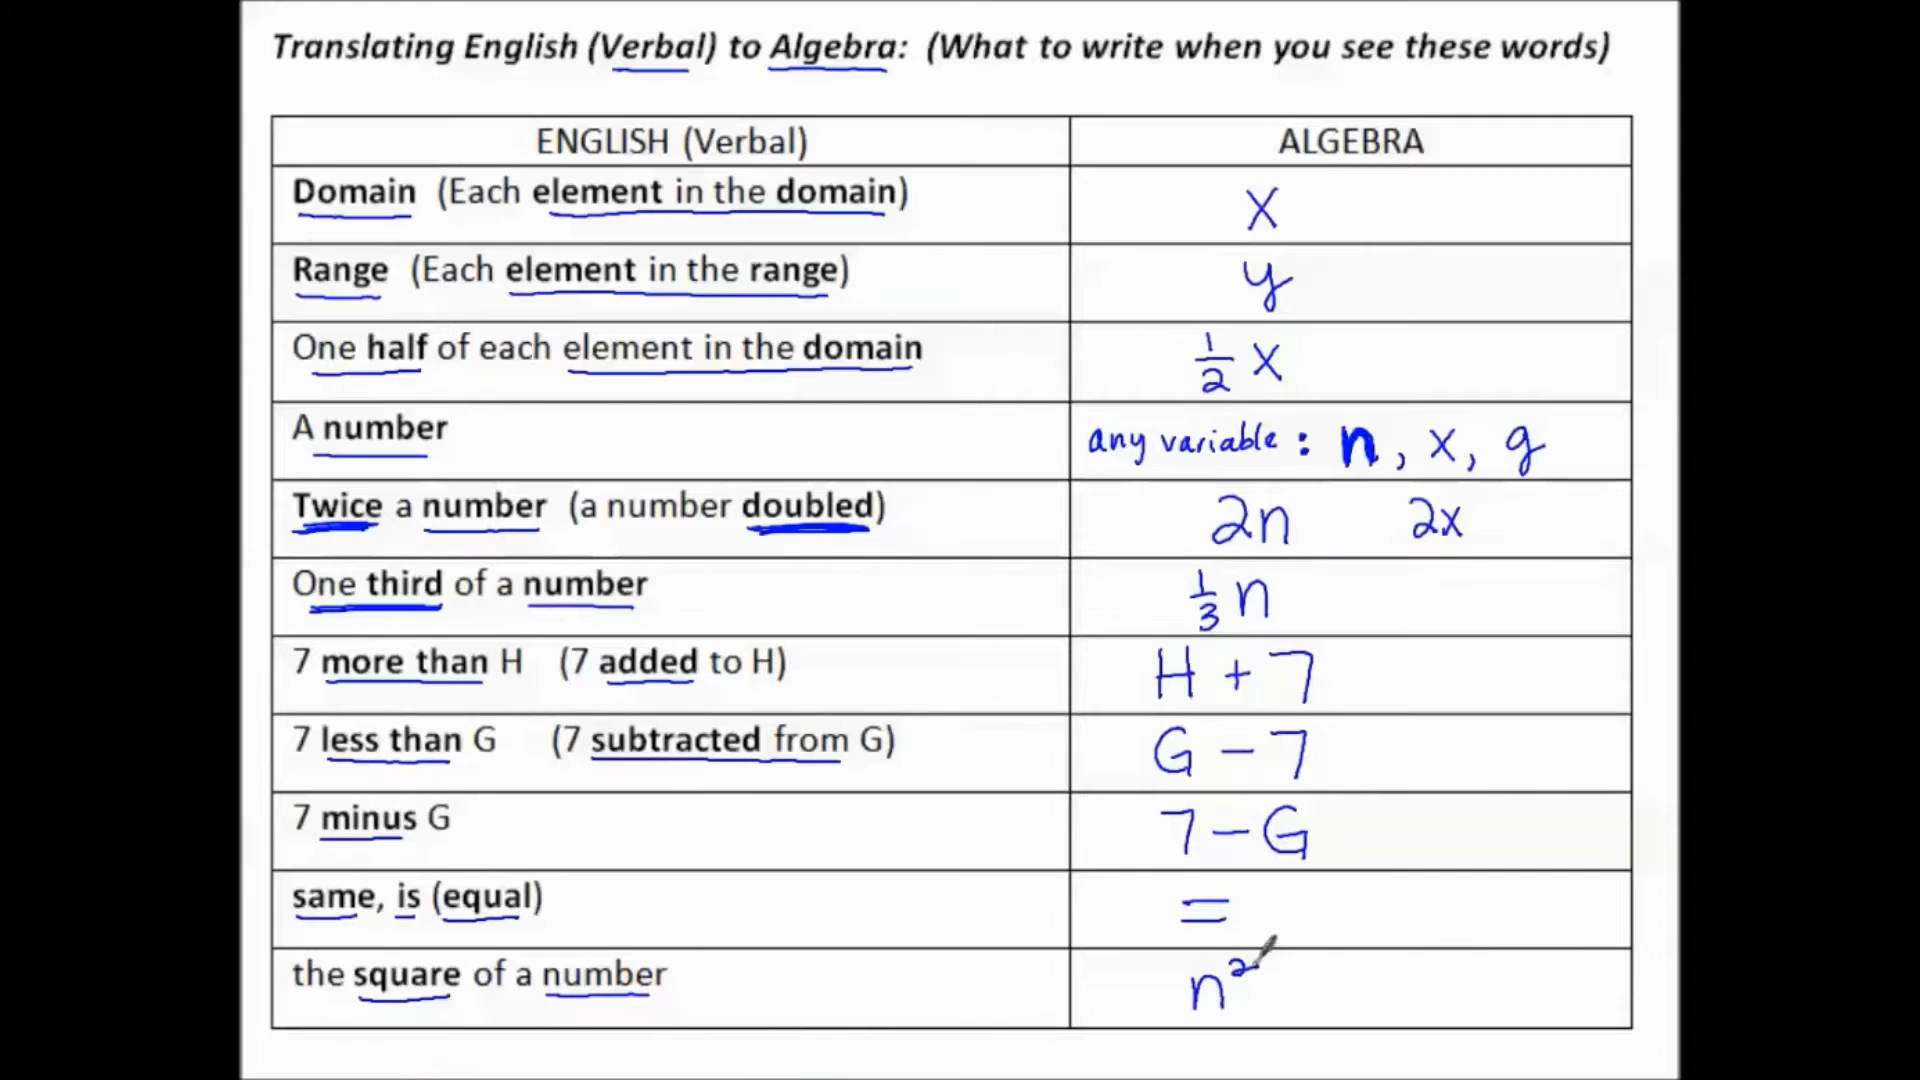 Translating English (Verbal) to Algebra: (What to write when you see these words)
ENGLISH (Verbal) ALGEBRA
Domain (Each element in the domain) x
Range (Each element in the range) y
One half of each element in the domain 1/2 x
A number any variable : n, x, g
Twice a number (a number doubled) 2n 2x
One third of a number 1/3 n
7 more than H (7 added to H) H + 7
7 less than G (7 subtracted from G) G - 7
7 minus G 7 - G
same, is (equal) =
the square of a number n²